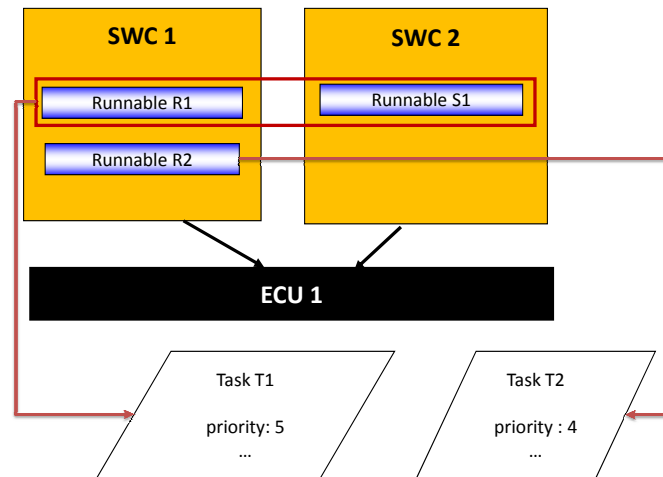 SWC 1
SWC 2
Runnable R1
Runnable S1
Runnable R2
ECU 1
Task T1
priority: 5
...
Task T2
priority : 4
...